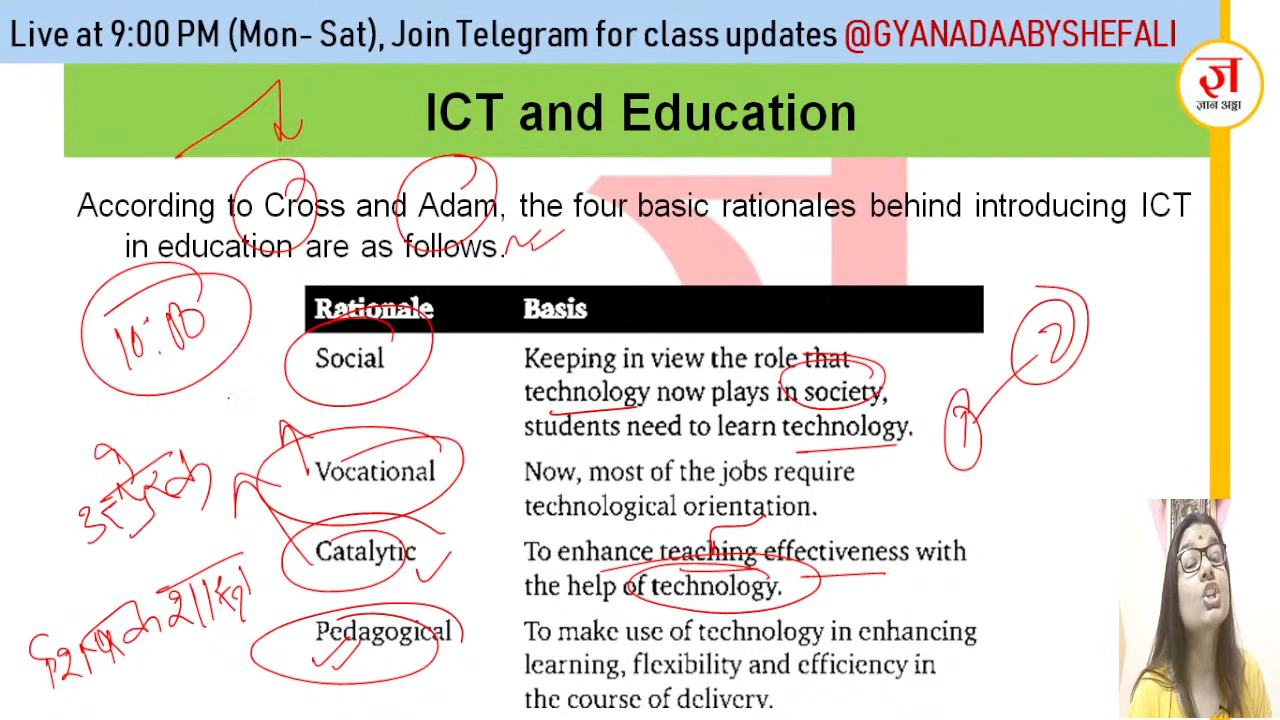 Live at 9:00 PM (Mon- Sat), Join Telegram for class updates @GYANADAABYSHEFALI
ज्ञ
ज्ञान अड्डा
ICT and Education
According to Cross and Adam, the four basic rationales behind introducing ICT
in education are as follows.
10:00
Rationale Basis
Social Keeping in view the role that
technology now plays in society,
students need to learn technology.
Vocational Now, most of the jobs require
technological orientation.
Catalytic To enhance teaching effectiveness with
the help of technology.
Pedagogical To make use of technology in enhancing
learning, flexibility and efficiency in
the course of delivery.